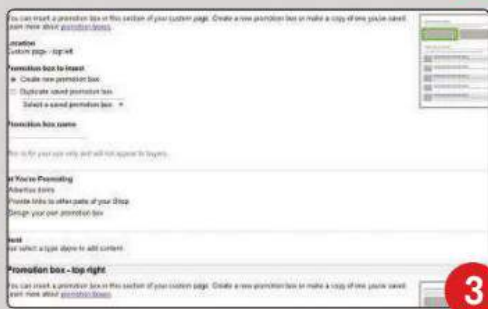 You can insert a promotion box in this section of your custom page. Create a new promotion box or make a copy of one you've saved.
Learn more about promotion boxes.
Location
Custom page - top left
Promotion box to insert
Create new promotion box
Duplicate saved promotion box
Select a saved promotion box
Promotion box name
This is for your use only and will not appear to buyers.
at You're Promoting
Advertise items
Provide links to other parts of your Shop
Design your own promotion box
select a type above to add content
Promotion box - top right
You can insert a promotion box in this section of your custom page. Create a new promotion box or make a copy of one you've saved.
Learn more about promotion boxes.
3